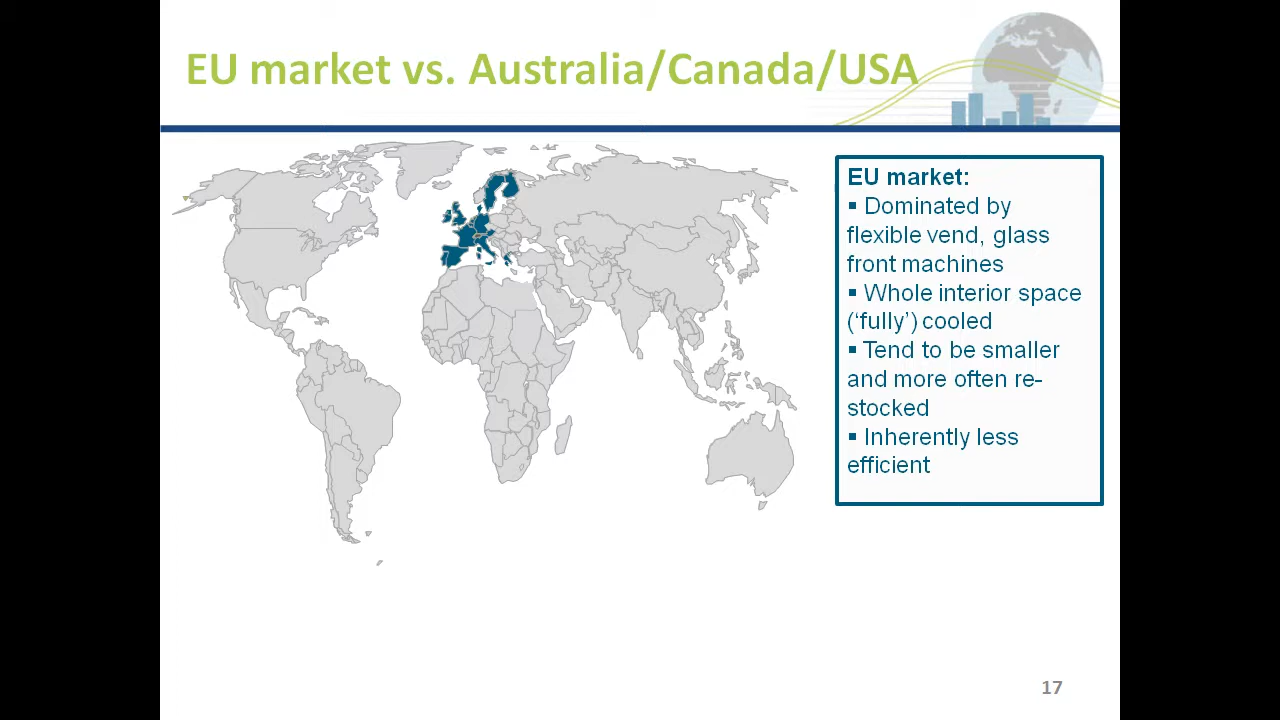 EU market vs. Australia/Canada/USA
EU market:
▪ Dominated by
flexible vend, glass
front machines
▪ Whole interior space
(‘fully’) cooled
▪ Tend to be smaller
and more often re-
stocked
▪ Inherently less
efficient
17